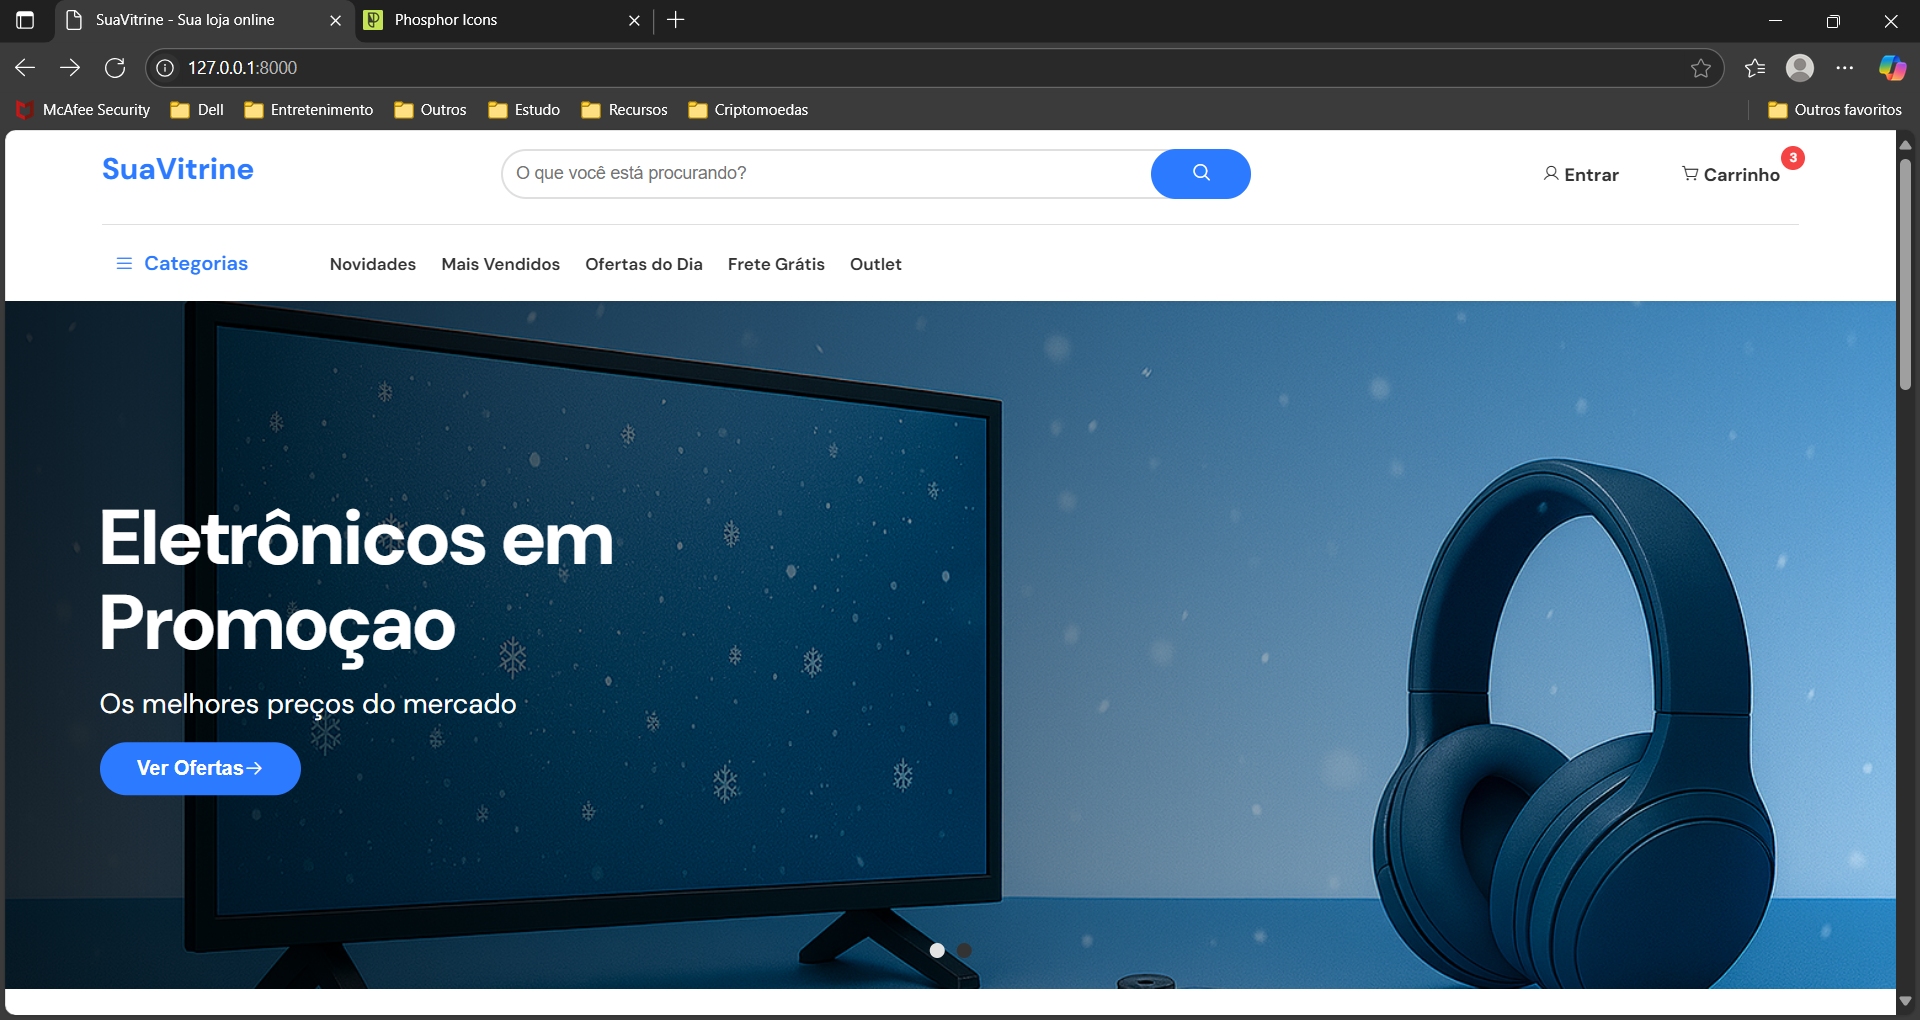 SuaVitrine - Sua loja online
Phosphor Icons
127.0.0.1:8000
McAfee Security
Dell
Entretenimento
Outros
Estudo
Recursos
Criptomoedas
Outros favoritos
SuaVitrine
O que você está procurando?
Entrar
Carrinho
3
Categorias
Novidades
Mais Vendidos
Ofertas do Dia
Frete Grátis
Outlet
Eletrônicos em
Promoçao
Os melhores preços do mercado
Ver Ofertas→